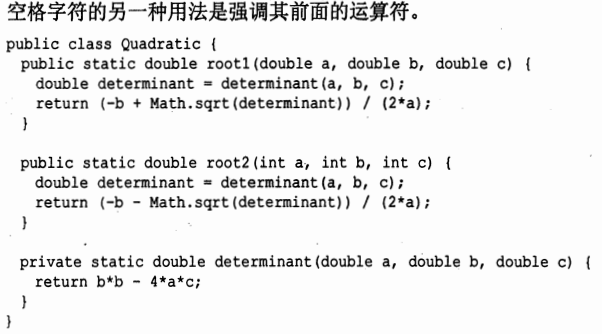 空格字符的另一种用法是强调其前面的运算符。
public class Quadratic {
  public static double root1(double a, double b, double c) {
    double determinant = determinant(a, b, c);
    return (-b + Math.sqrt(determinant)) / (2*a);
  }

  public static double root2(int a, int b, int c) {
    double determinant = determinant(a, b, c);
    return (-b - Math.sqrt(determinant)) / (2*a);
  }

  private static double determinant(double a, double b, double c) {
    return b*b - 4*a*c;
  }
}